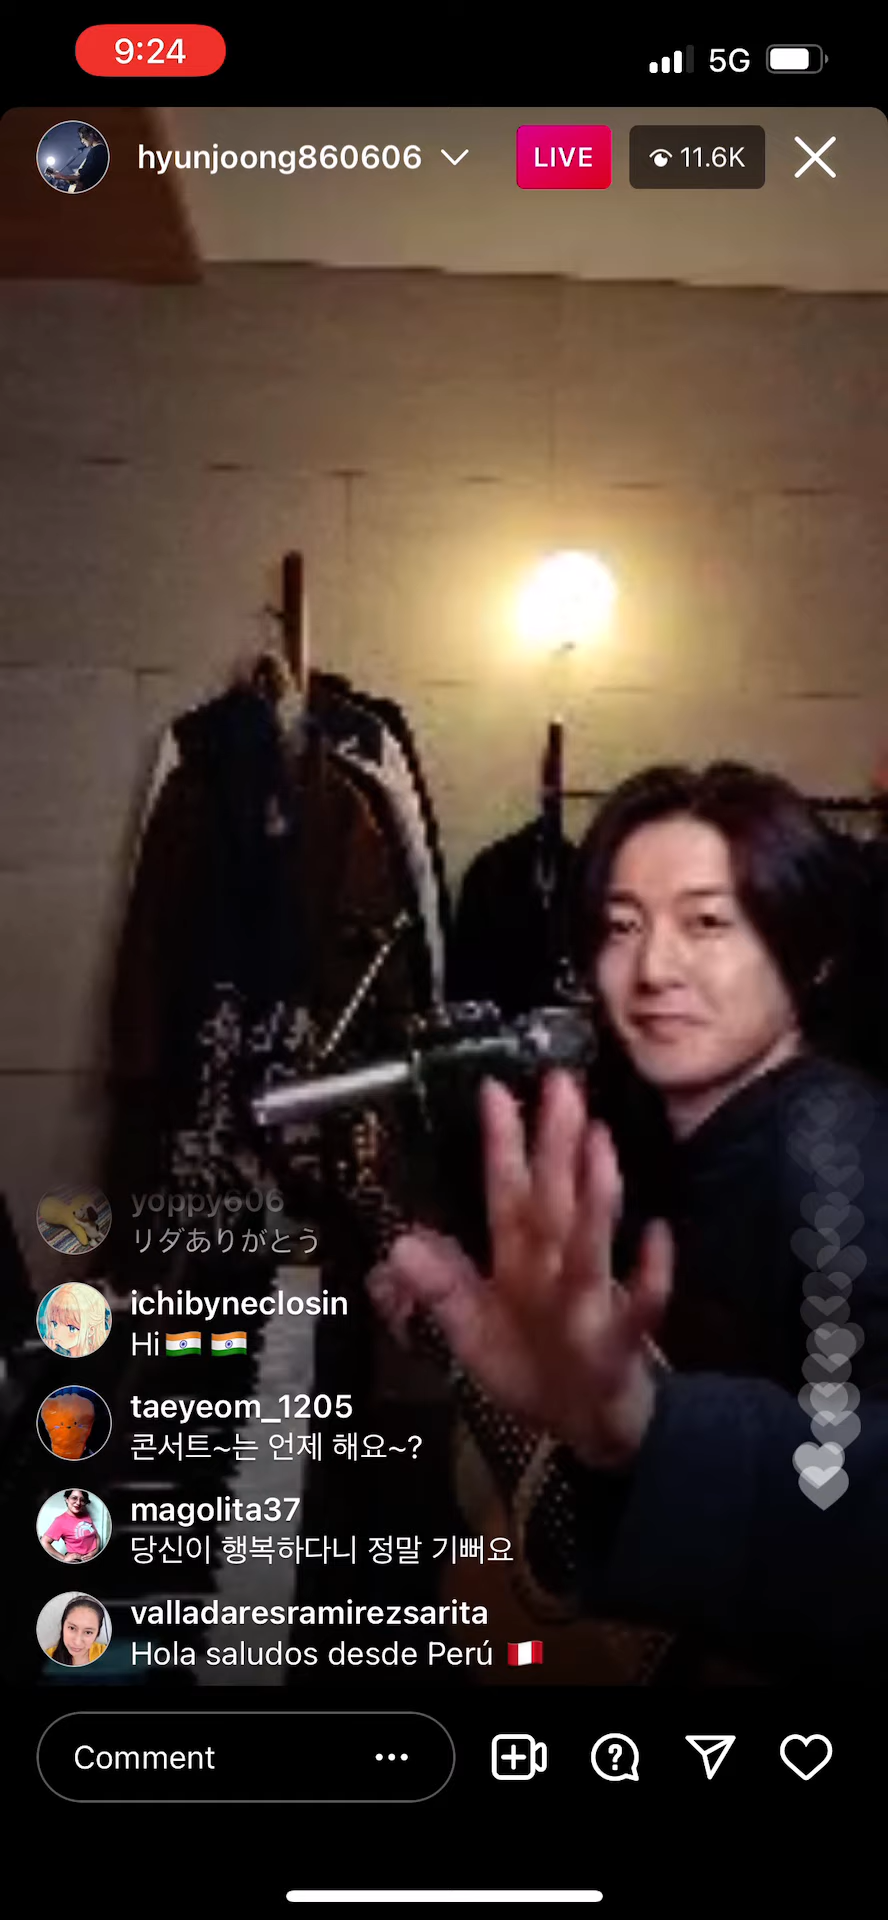 9:24
5G
hyunjoong860606
LIVE
11.6K
yoppy606
リダありがとう
ichibyneclosin
Hi🇮🇳 🇮🇳
taeyeom_1205
콘서트~는 언제 해요~?
magolita37
당신이 행복하다니 정말 기뻐요
valladaresramirezsarita
Hola saludos desde Perú 🇵🇪
Comment